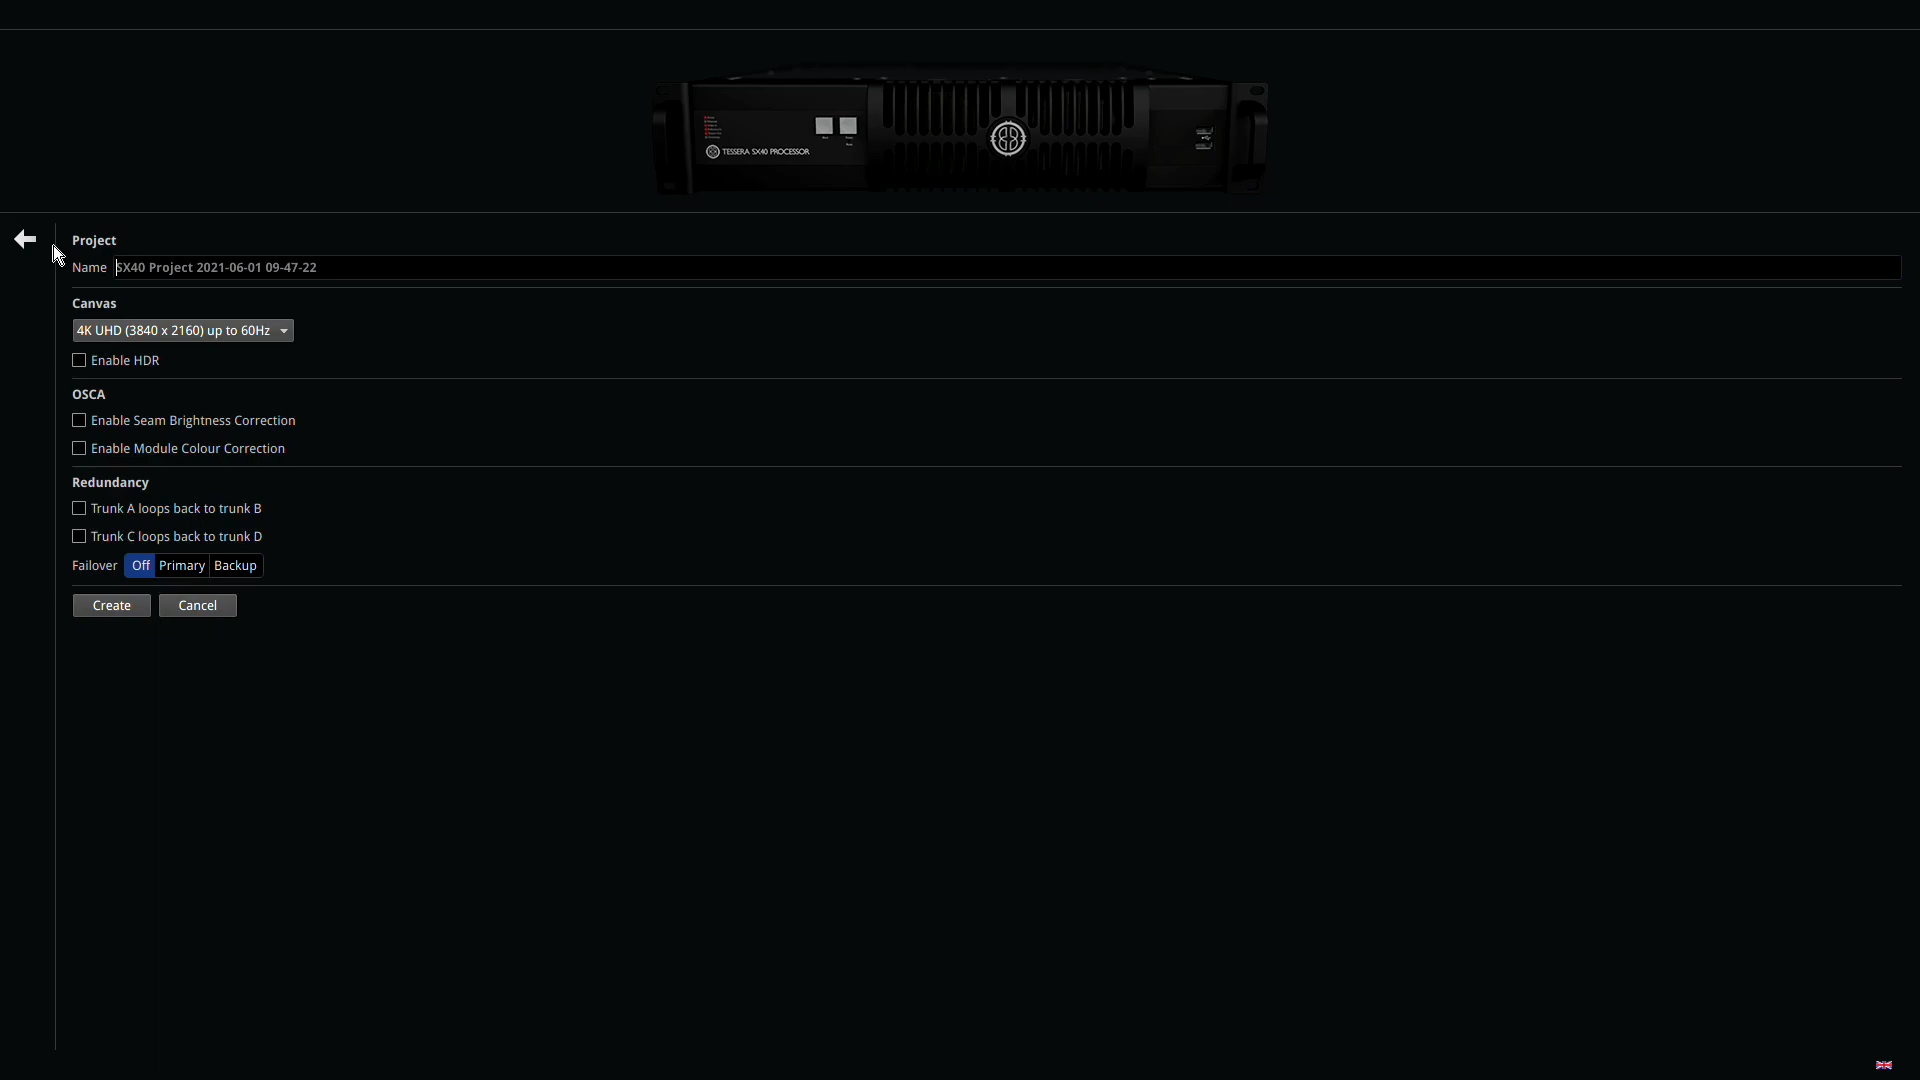 TESSERA SX40 PROCESSOR
Project
Name SX40 Project 2021-06-01 09-47-22
Canvas
4K UHD (3840 x 2160) up to 60Hz
Enable HDR
OSCA
Enable Seam Brightness Correction
Enable Module Colour Correction
Redundancy
Trunk A loops back to trunk B
Trunk C loops back to trunk D
Failover Off Primary Backup
Create Cancel